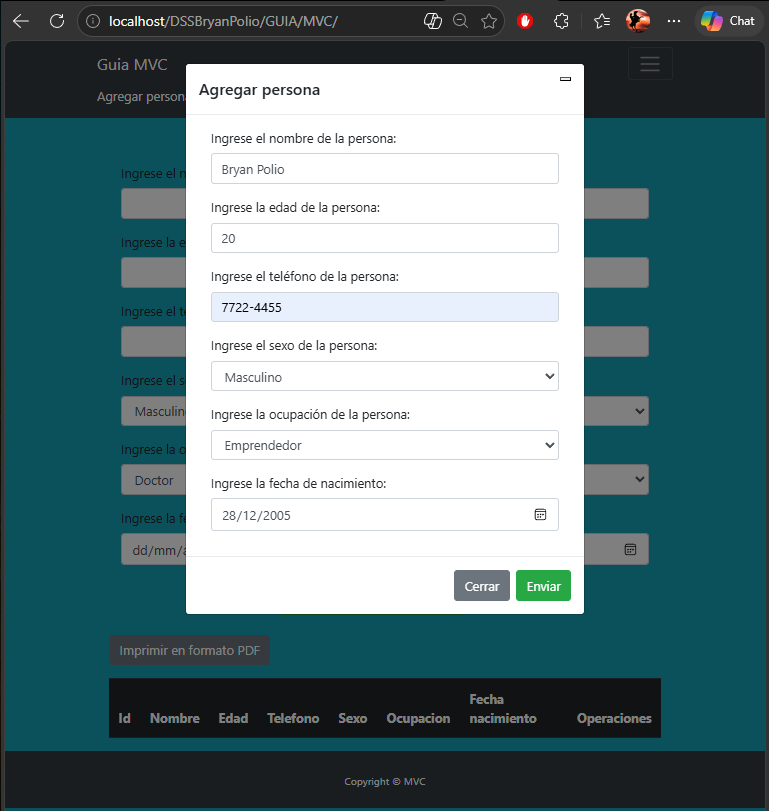 localhost/DSSBryanPolio/GUIA/MVC/
Chat
Guia MVC
Agregar persona
Agregar persona
Ingrese el nombre de la persona:
Bryan Polio
Ingrese la edad de la persona:
20
Ingrese el teléfono de la persona:
7722-4455
Ingrese el sexo de la persona:
Masculino
Ingrese la ocupación de la persona:
Emprendedor
Ingrese la fecha de nacimiento:
28/12/2005
Cerrar
Enviar
Ingrese el
Ingrese la
Ingrese el
Ingrese el
Ingrese la
Doctor
Ingrese la
Imprimir en formato PDF
Id Nombre Edad Telefono Sexo Ocupacion Fecha nacimiento Operaciones
Copyright © MVC